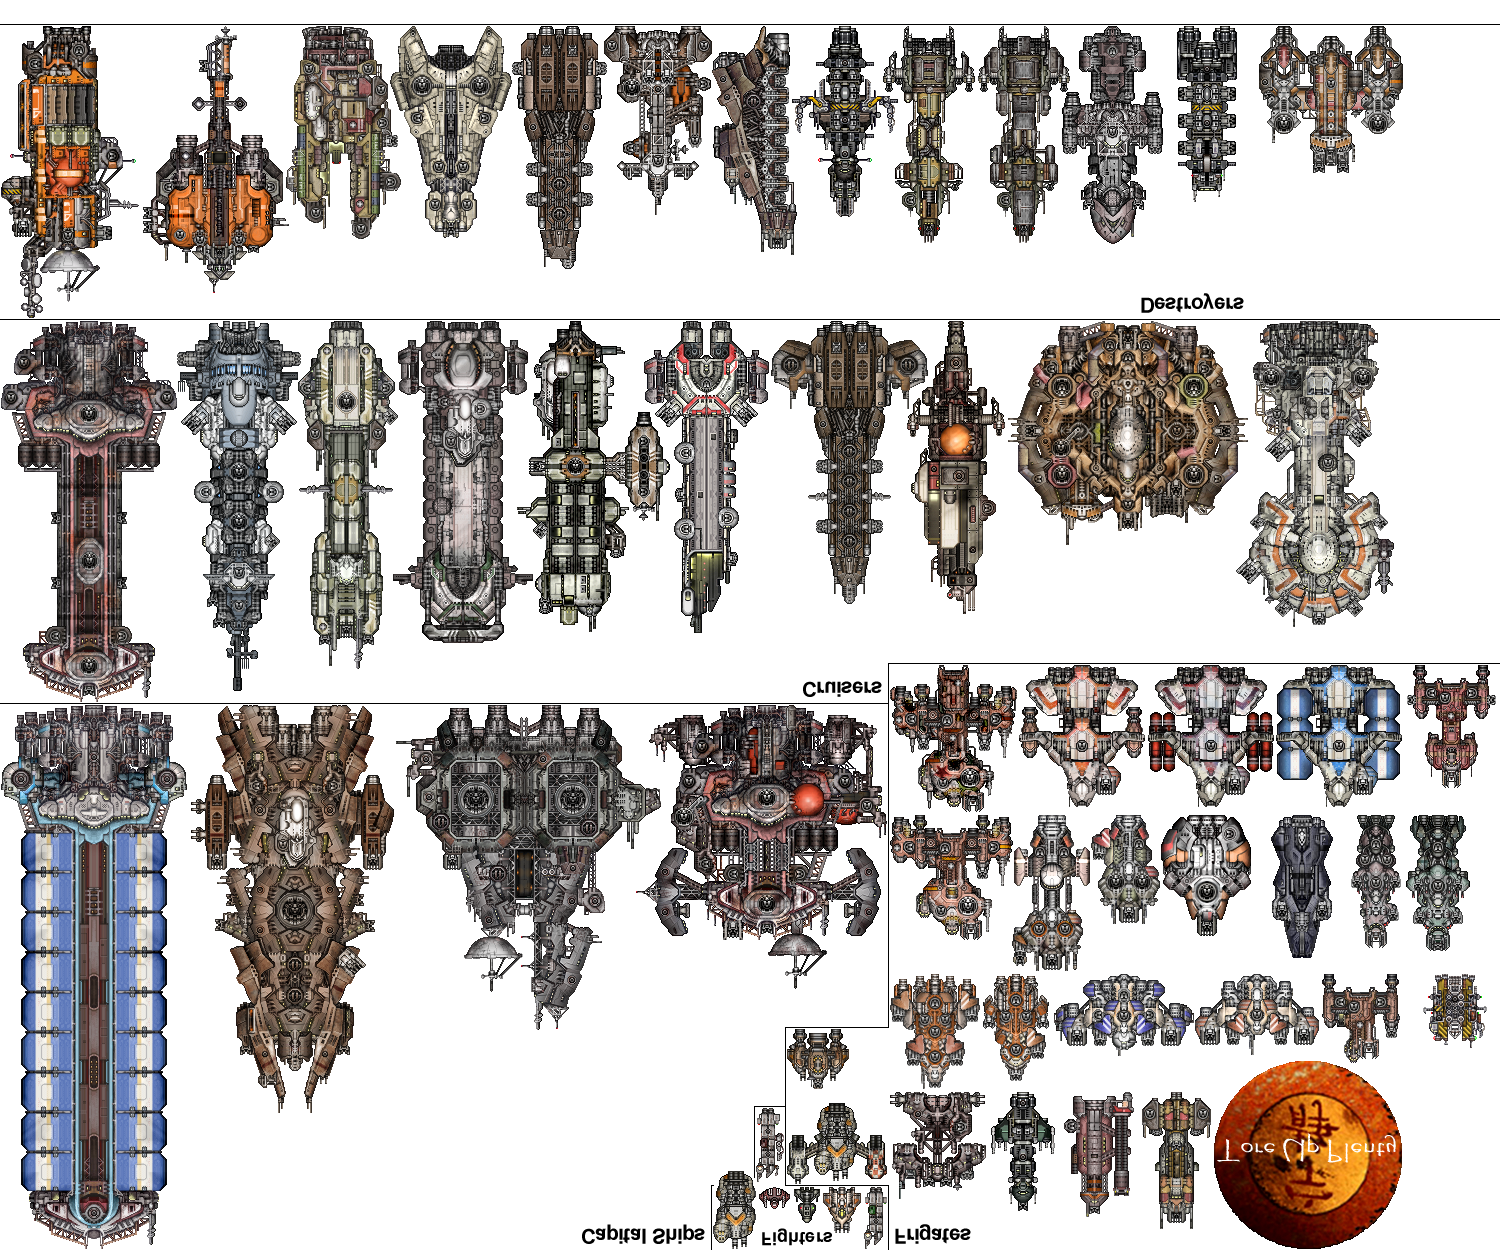 Destroyers
Cruisers
Tore Up Plenty
Capital Ships
Fighters
Frigates